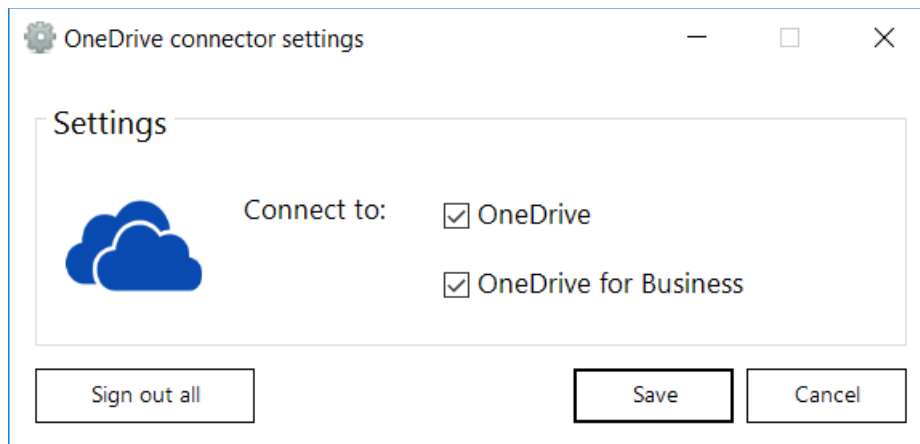 OneDrive connector settings
Settings
Connect to:
OneDrive
OneDrive for Business
Sign out all
Save
Cancel